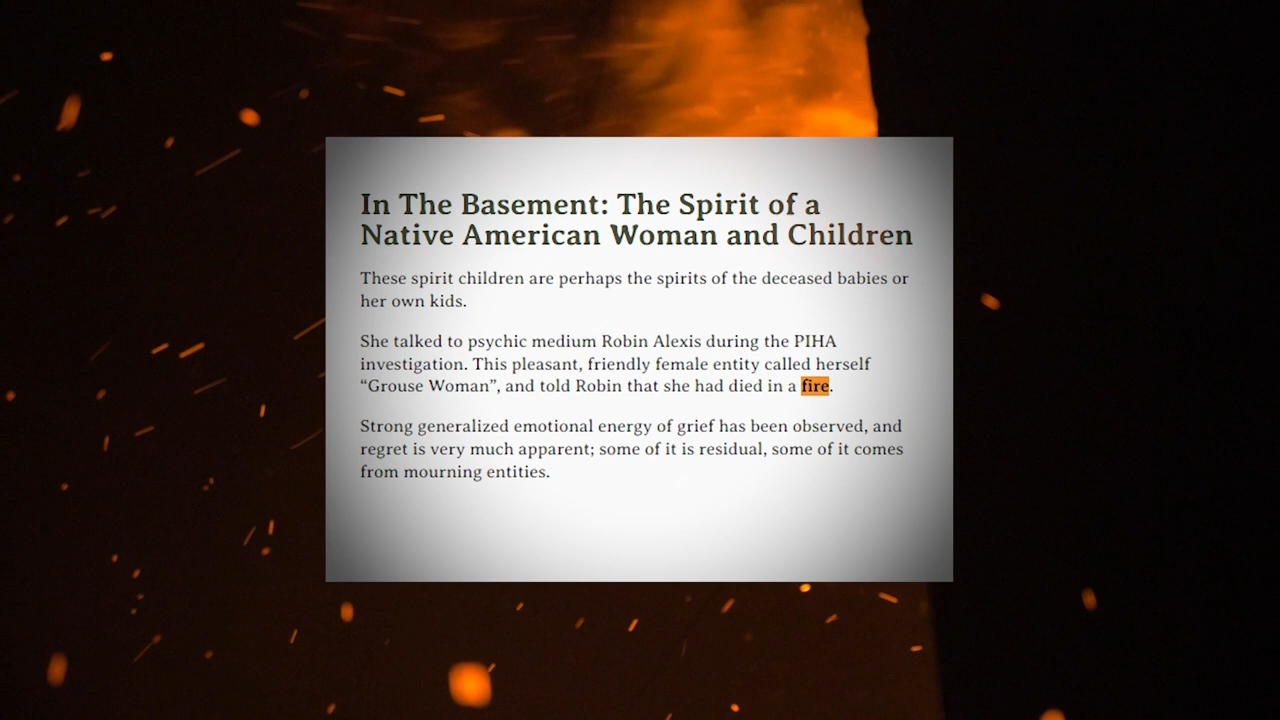 In The Basement: The Spirit of a
Native American Woman and Children
These spirit children are perhaps the spirits of the deceased babies or
her own kids.
She talked to psychic medium Robin Alexis during the PIHA
investigation. This pleasant, friendly female entity called herself
“Grouse Woman”, and told Robin that she had died in a fire.
Strong generalized emotional energy of grief has been observed, and
regret is very much apparent; some of it is residual, some of it comes
from mourning entities.